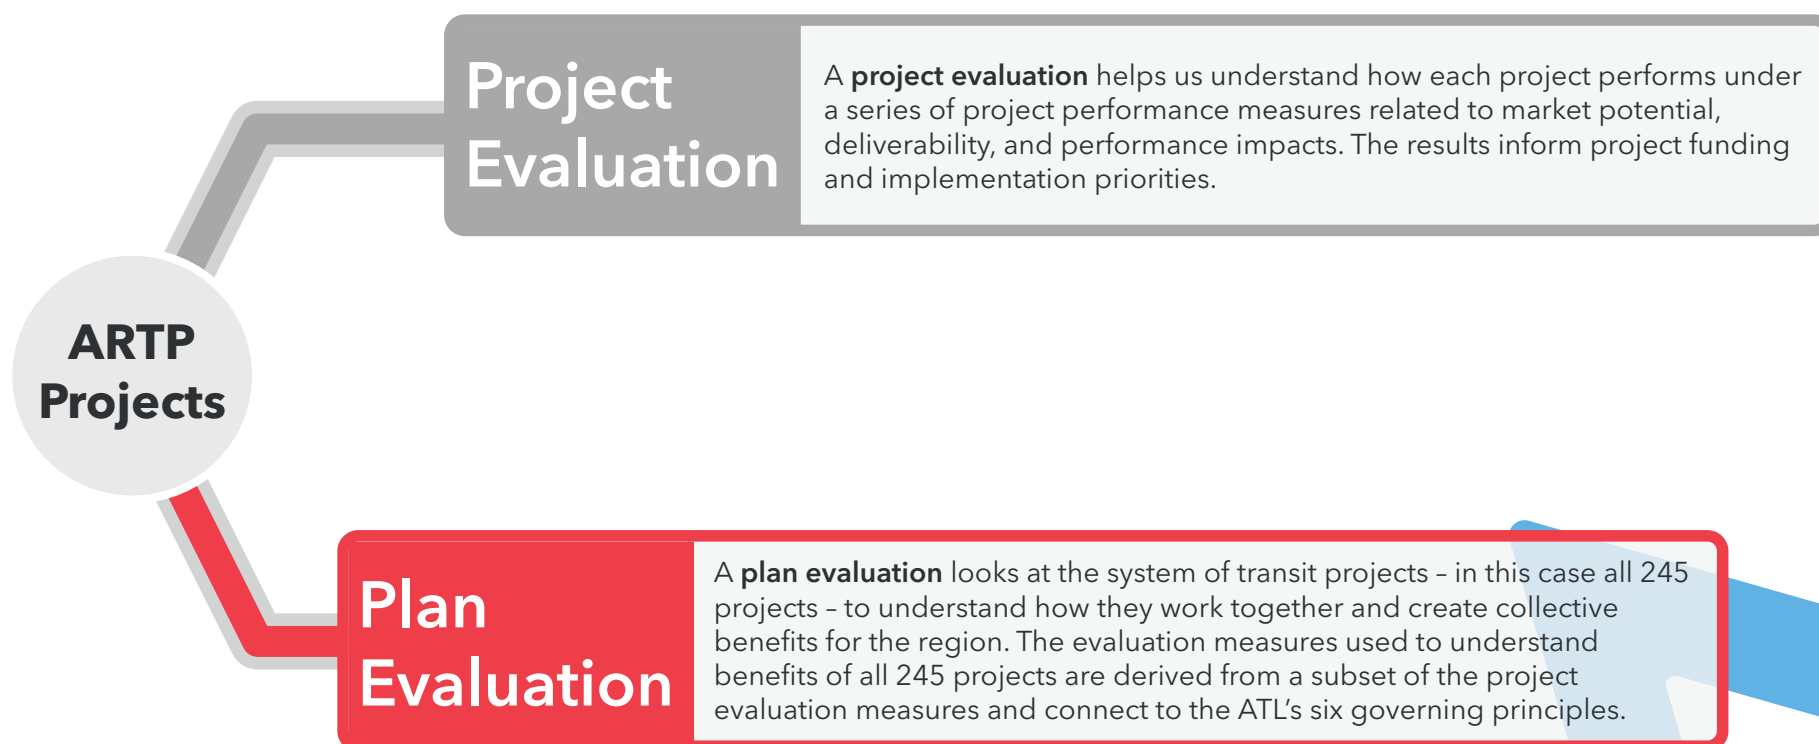 Project
Evaluation
A project evaluation helps us understand how each project performs under
a series of project performance measures related to market potential,
deliverability, and performance impacts. The results inform project funding
and implementation priorities.
ARTP
Projects
Plan
Evaluation
A plan evaluation looks at the system of transit projects – in this case all 245
projects – to understand how they work together and create collective
benefits for the region. The evaluation measures used to understand
benefits of all 245 projects are derived from a subset of the project
evaluation measures and connect to the ATL’s six governing principles.